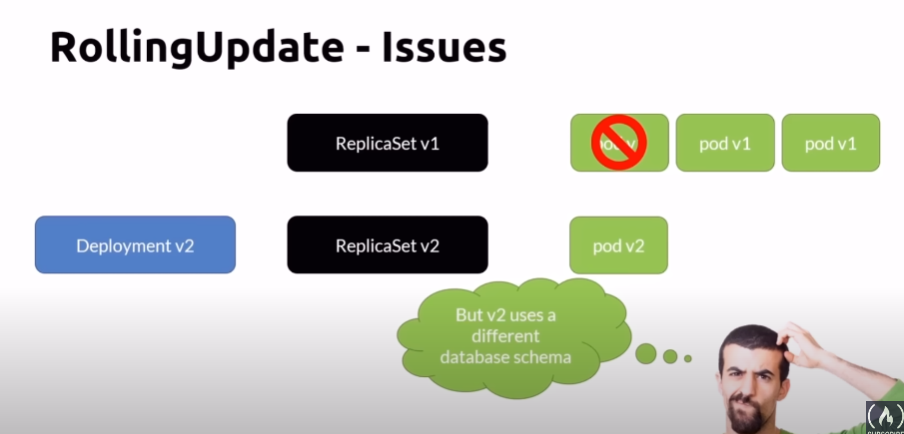 RollingUpdate - Issues
ReplicaSet v1
pod v1
pod v1
Deployment v2
ReplicaSet v2
pod v2
But v2 uses a
different
database schema